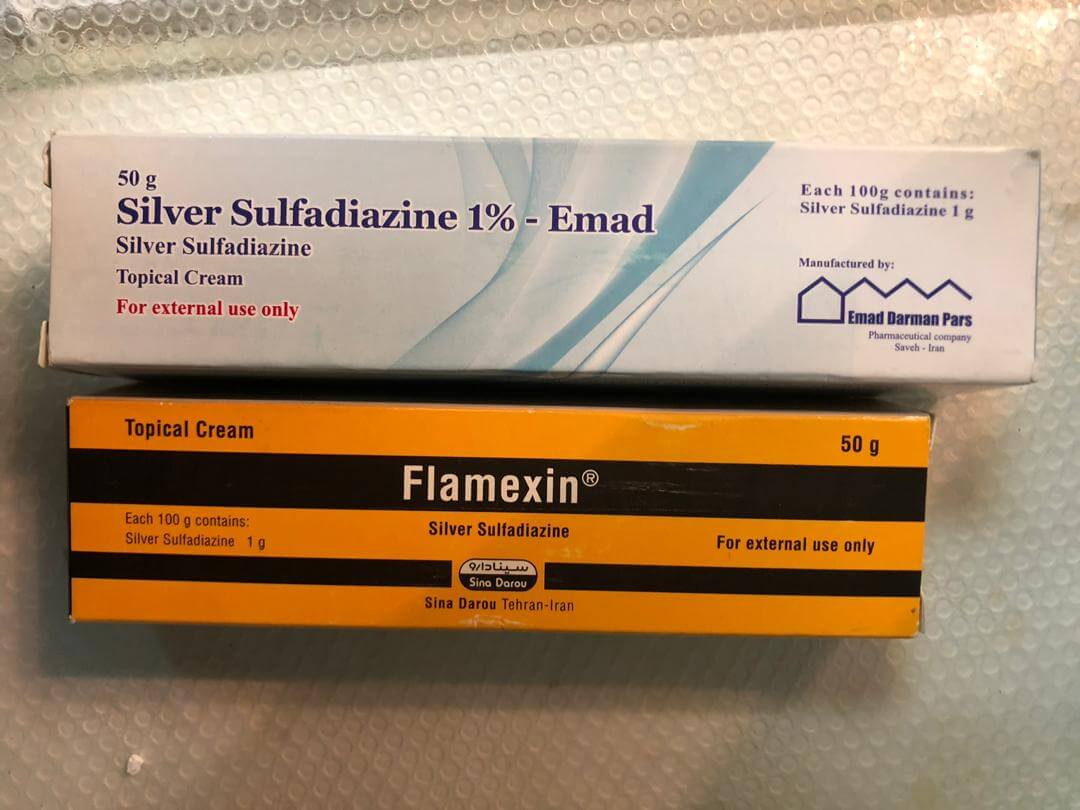 50 g
Silver Sulfadiazine 1% - Emad
Silver Sulfadiazine
Topical Cream
For external use only
Each 100g contains:
Silver Sulfadiazine 1 g
Manufactured by:
Emad Darman Pars
Pharmaceutical company
Saveh - Iran
Topical Cream
50 g
Flamexin®
Each 100 g contains:
Silver Sulfadiazine 1 g
Silver Sulfadiazine
For external use only
سینادارو
Sina Darou
Sina Darou Tehran-Iran